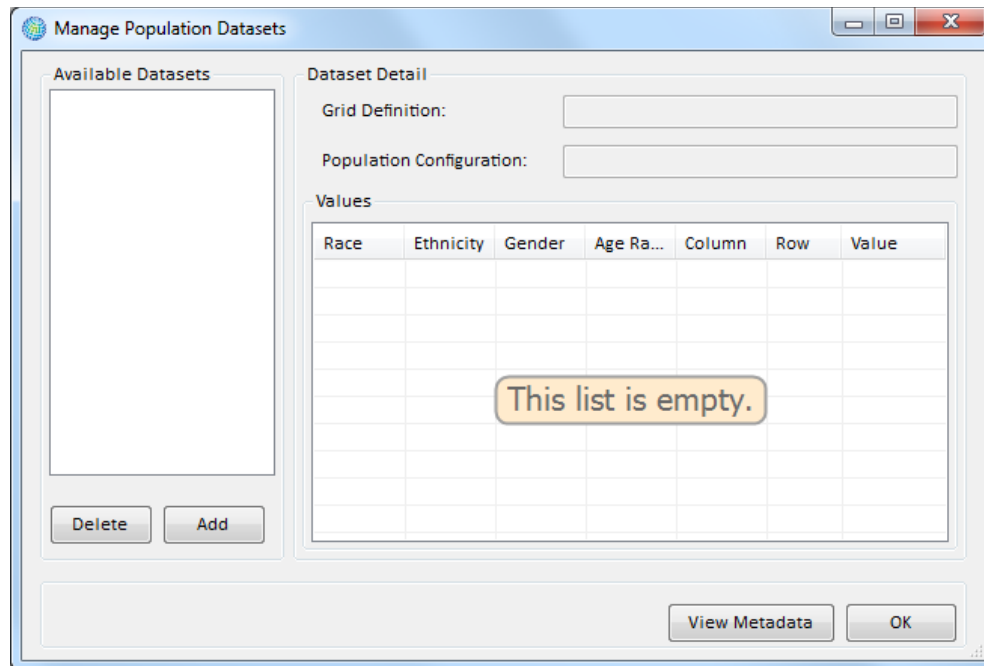 Manage Population Datasets
Available Datasets
Dataset Detail
Grid Definition:
Population Configuration:
Values
Race Ethnicity Gender Age Ra... Column Row Value
This list is empty.
Delete Add
View Metadata OK